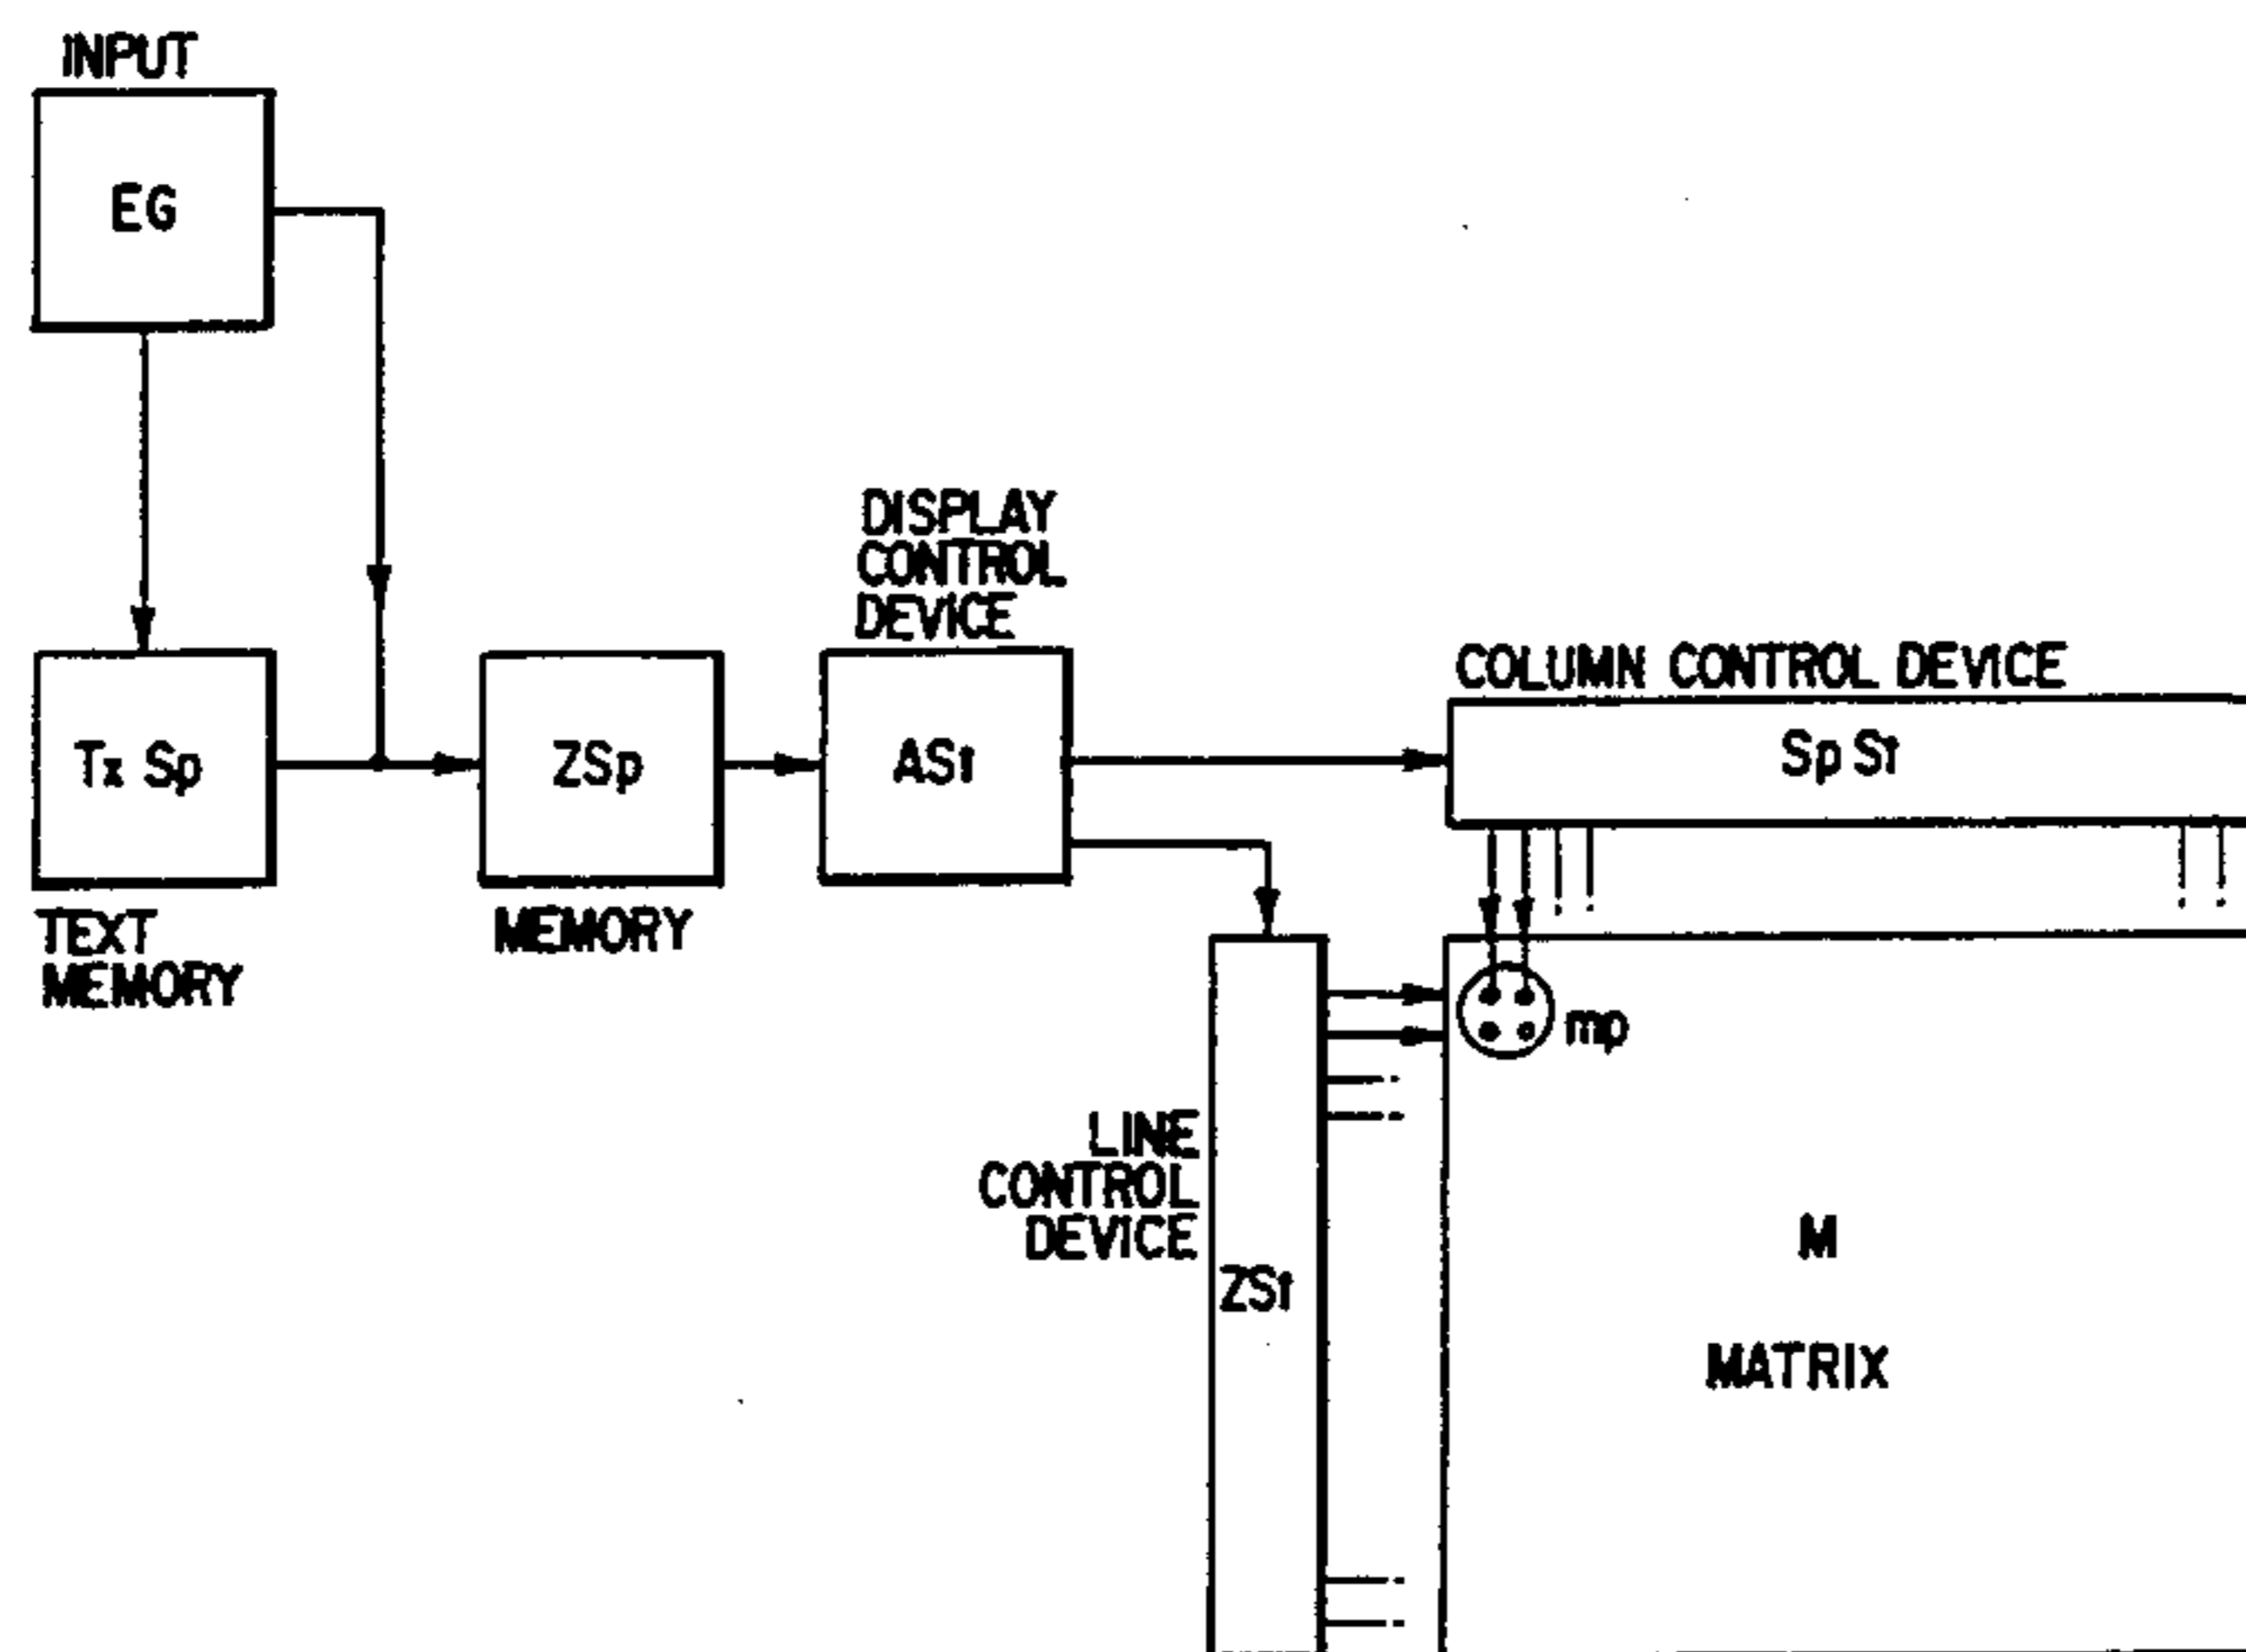 INPUT
EG
DISPLAY
CONTROL
DEVICE
COLUMN CONTROL DEVICE
Tx Sp
ZSp
ASt
Sp St
TEXT
MEMORY
MEMORY
mp
LINE
CONTROL
DEVICE
ZSt
M
MATRIX